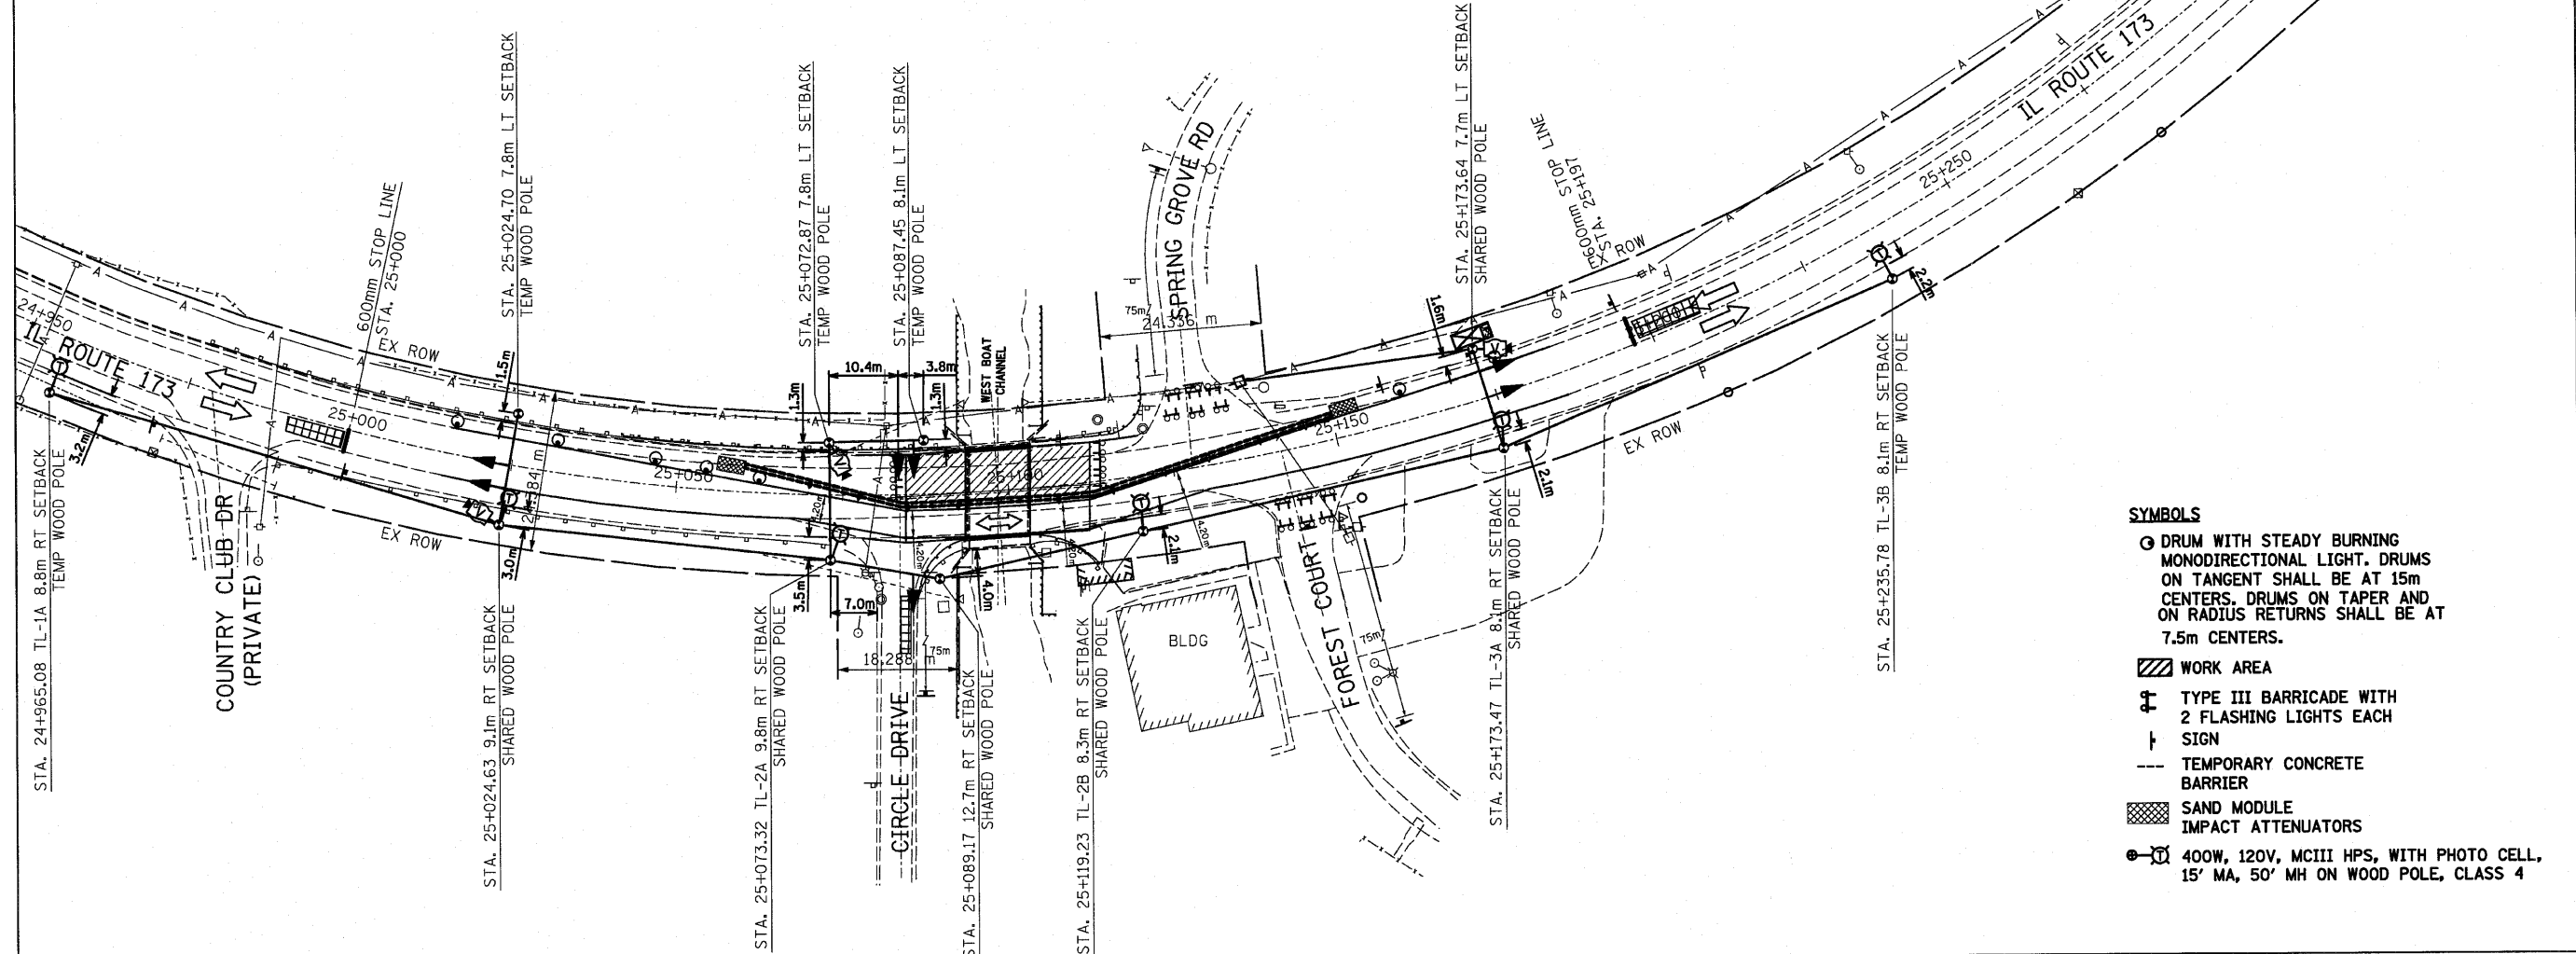 STA. 24+965.08 TL-1A 8.8m RT SETBACK
TEMP WOOD POLE
24+950
IL ROUTE 173
3.2m
COUNTRY CLUB DR
(PRIVATE)
600mm STOP LINE
STA. 25+000
EX ROW
25+000
EX ROW
STA. 25+024.70 7.8m LT SETBACK
TEMP WOOD POLE
1.5m
3.0m
STA. 25+024.63 9.1m RT SETBACK
SHARED WOOD POLE
25+050
STA. 25+072.87 7.8m LT SETBACK
TEMP WOOD POLE
STA. 25+087.45 8.1m LT SETBACK
TEMP WOOD POLE
10.4m
3.8m
1.3m
1.3m
WEST BOAT
CHANNEL
25+100
4.20m
4.20m
3.5m
7.0m
4.0m
18.288 m
75m
STA. 25+073.32 TL-2A 9.8m RT SETBACK
SHARED WOOD POLE
CIRCLE DRIVE
STA. 25+089.17 12.7m RT SETBACK
SHARED WOOD POLE
STA. 25+119.23 TL-2B 8.3m RT SETBACK
SHARED WOOD POLE
2.1m
4.20m
BLDG
SPRING GROVE RD
75m
24.336 m
FOREST COURT
75m
25+150
STA. 25+173.64 7.7m LT SETBACK
SHARED WOOD POLE
1.6m
3600mm STOP LINE
STA. 25+197
EX ROW
2.1m
STA. 25+173.47 TL-3A 8.1m RT SETBACK
SHARED WOOD POLE
EX ROW
25+250
IL ROUTE 173
2.2m
STA. 25+235.78 TL-3B 8.1m RT SETBACK
TEMP WOOD POLE
SYMBOLS
DRUM WITH STEADY BURNING
MONODIRECTIONAL LIGHT. DRUMS
ON TANGENT SHALL BE AT 15m
CENTERS. DRUMS ON TAPER AND
ON RADIUS RETURNS SHALL BE AT
7.5m CENTERS.
WORK AREA
TYPE III BARRICADE WITH
2 FLASHING LIGHTS EACH
SIGN
TEMPORARY CONCRETE
BARRIER
SAND MODULE
IMPACT ATTENUATORS
400W, 120V, MCIII HPS, WITH PHOTO CELL,
15' MA, 50' MH ON WOOD POLE, CLASS 4